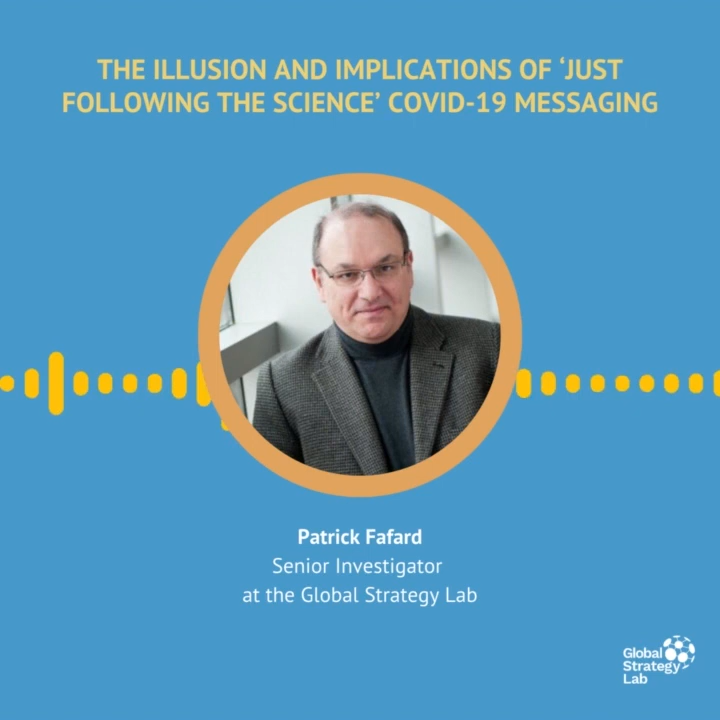 THE ILLUSION AND IMPLICATIONS OF ‘JUST
FOLLOWING THE SCIENCE’ COVID-19 MESSAGING
Patrick Fafard
Senior Investigator
at the Global Strategy Lab
Global
Strategy
Lab